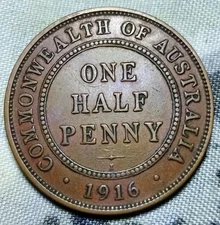 COMMONWEALTH OF AUSTRALIA
ONE
HALF
PENNY
· 1916 ·